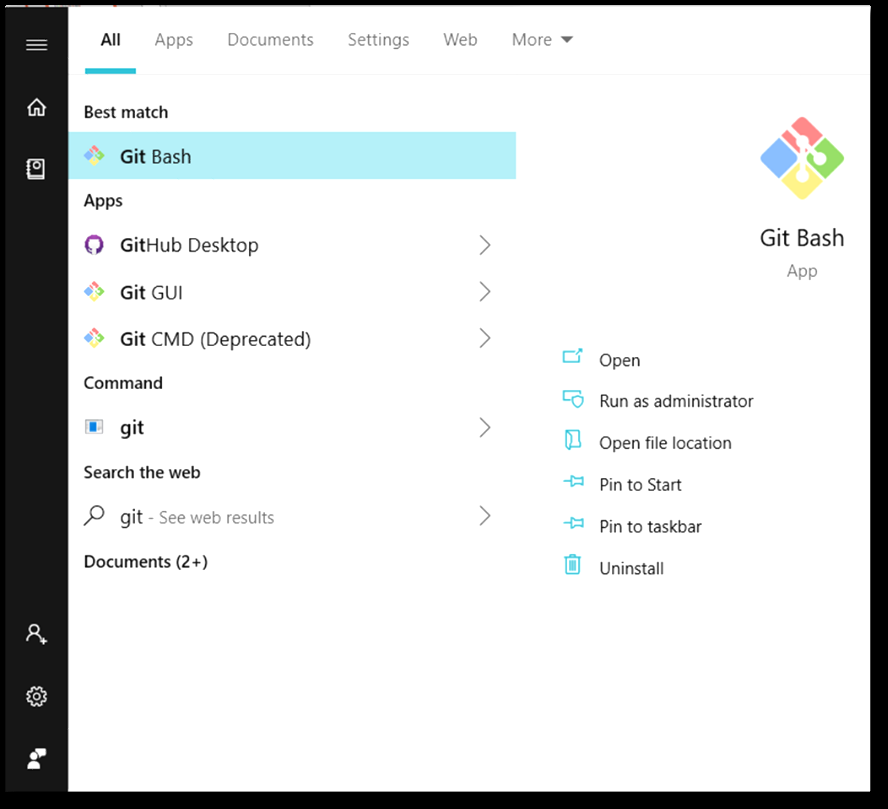 All Apps Documents Settings Web More
Best match
Git Bash
Apps
GitHub Desktop
Git GUI
Git CMD (Deprecated)
Command
git
Search the web
git - See web results
Documents (2+)
Git Bash
App
Open
Run as administrator
Open file location
Pin to Start
Pin to taskbar
Uninstall